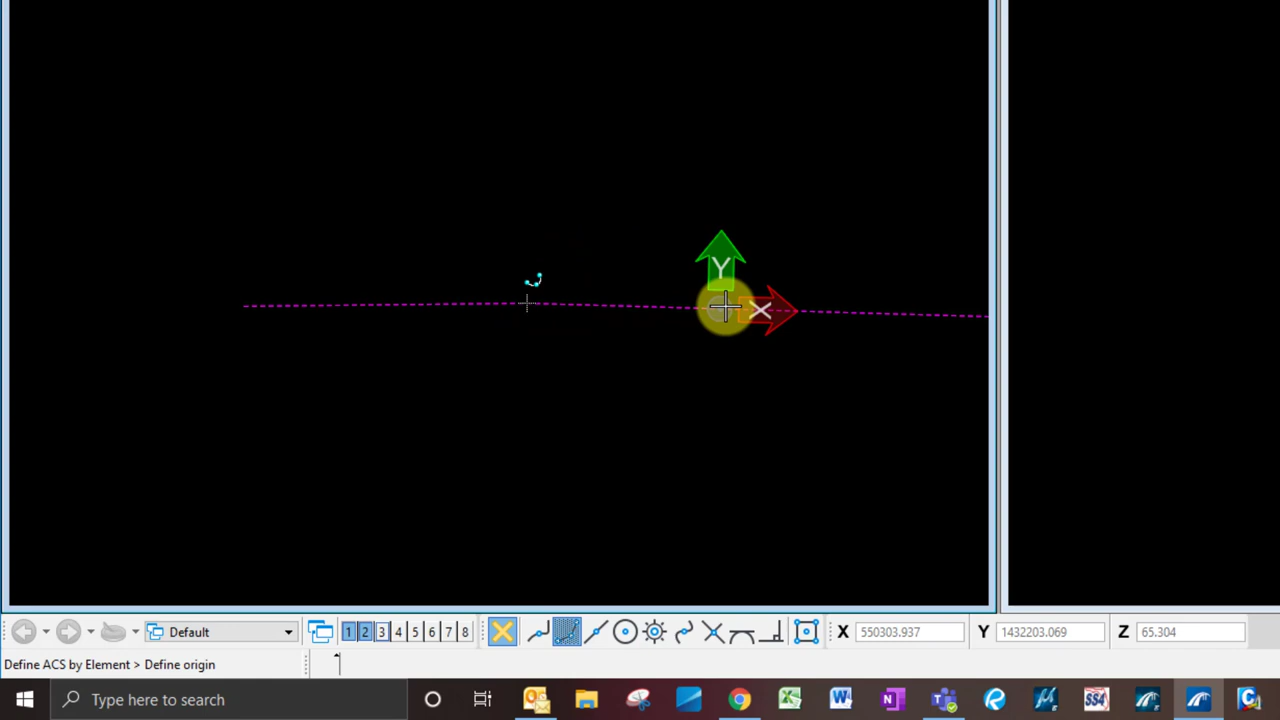 Y
X
Default
1 2 3 4 5 6 7 8
X 550303.937 Y 1432203.069 Z 65.304
Define ACS by Element > Define origin
Type here to search
SS4